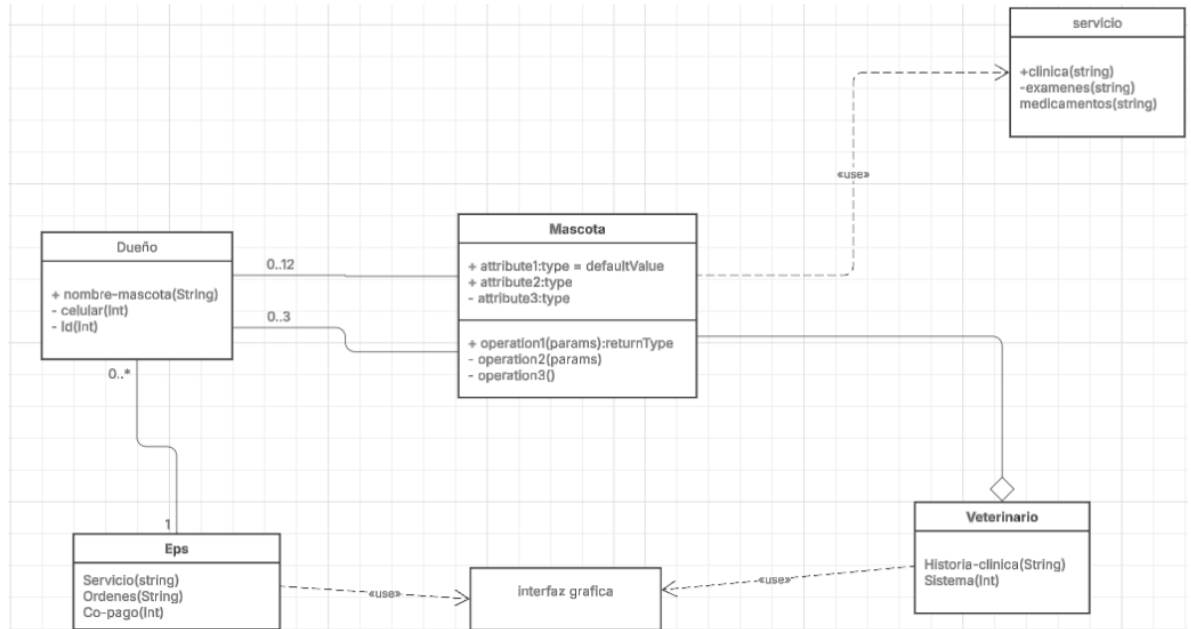 servicio
+clinica(string)
-examenes(string)
medicamentos(string)
«use»
Dueño
+ nombre-mascota(String)
- celular(Int)
- Id(Int)
0..12
0..3
0..*
Mascota
+ attribute1:type = defaultValue
+ attribute2:type
- attribute3:type
+ operation1(params):returnType
- operation2(params)
- operation3()
1
Eps
Servicio(string)
Ordenes(String)
Co-pago(Int)
«use»
interfaz grafica
«use»
Veterinario
Historia-clinica(String)
Sistema(Int)